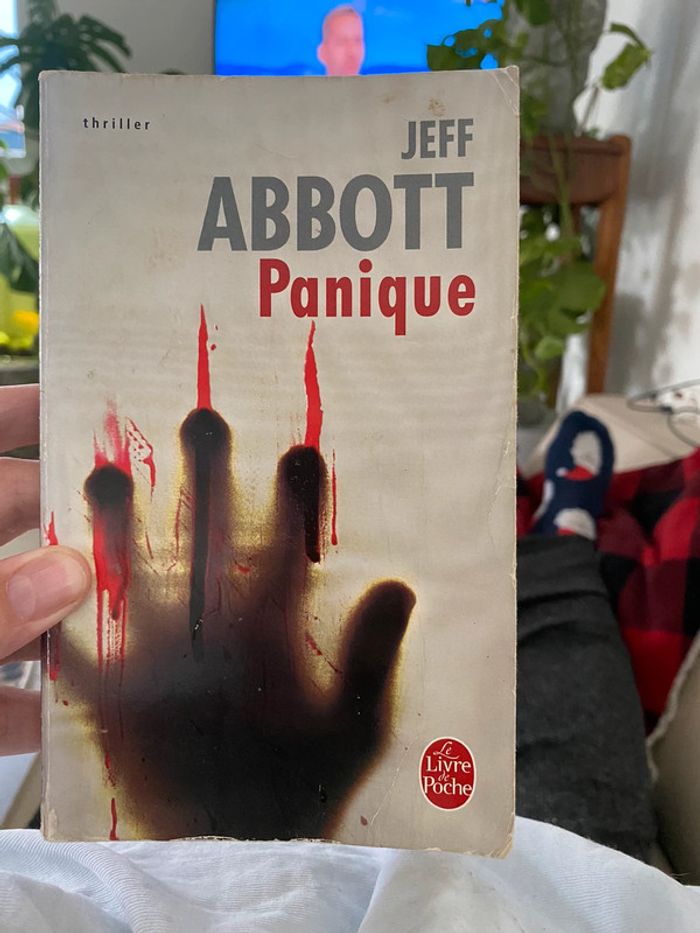 thriller
JEFF
ABBOTT
Panique
Le
Livre
de
Poche